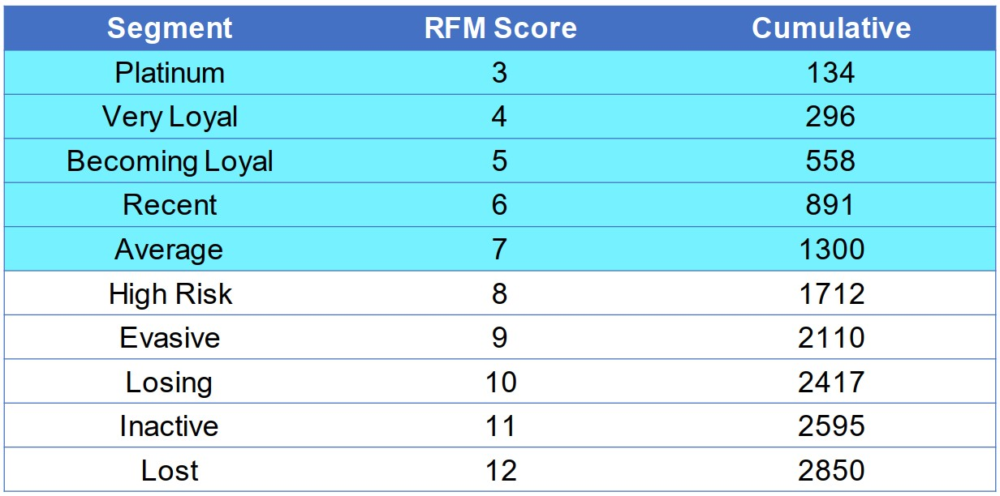 Segment RFM Score Cumulative
Platinum 3 134
Very Loyal 4 296
Becoming Loyal 5 558
Recent 6 891
Average 7 1300
High Risk 8 1712
Evasive 9 2110
Losing 10 2417
Inactive 11 2595
Lost 12 2850